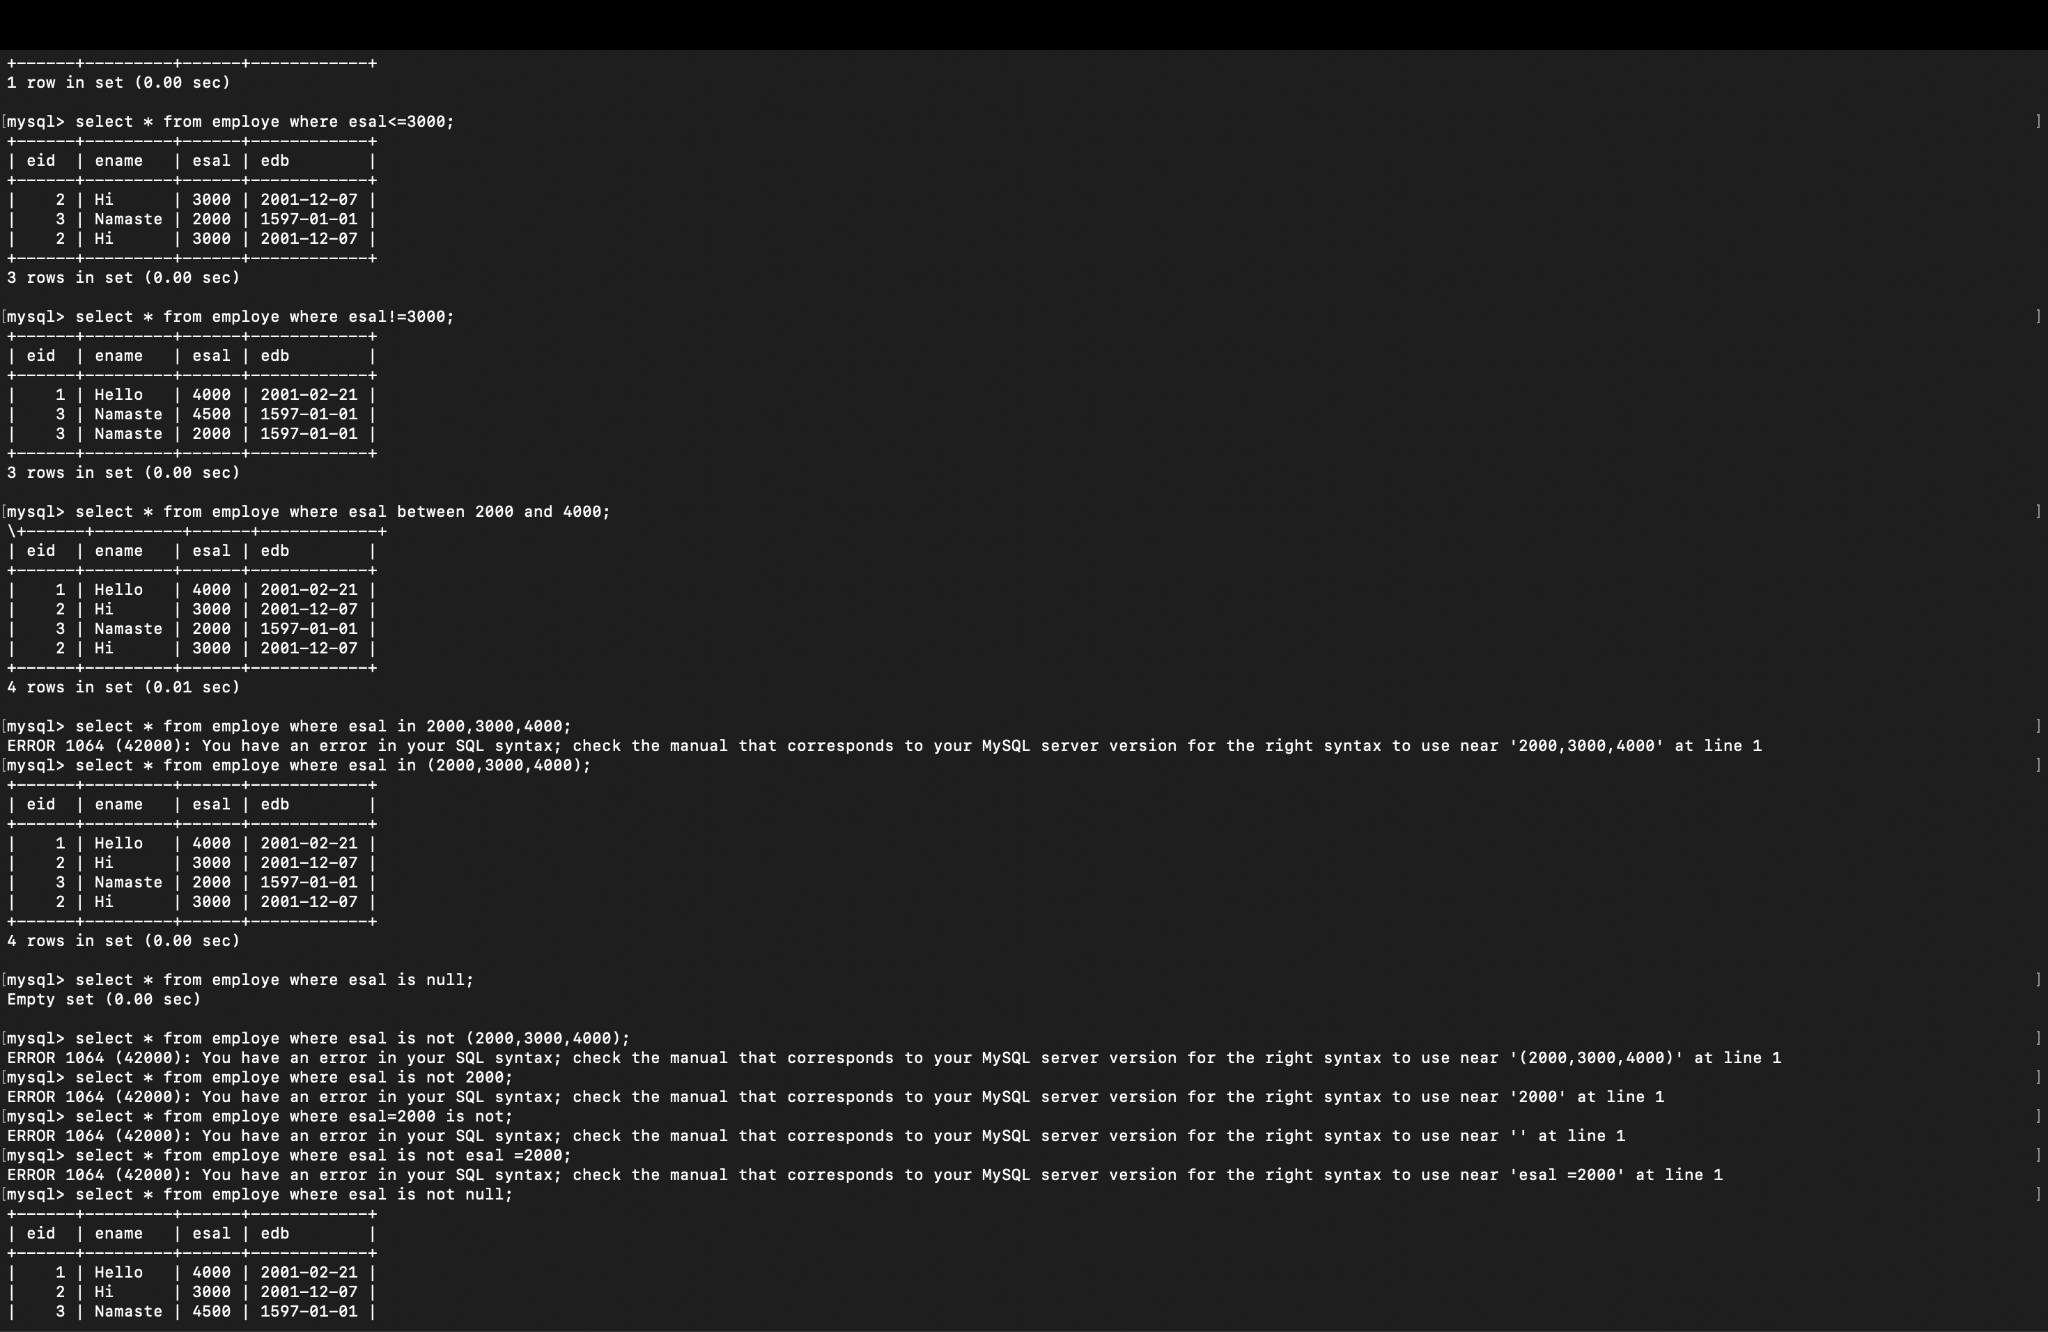 +------+---------+------+------------+
1 row in set (0.00 sec)
[mysql> select * from employe where esal<=3000; ]
+------+---------+------+------------+
| eid  | ename   | esal | edb        |
+------+---------+------+------------+
|    2 | Hi      | 3000 | 2001-12-07 |
|    3 | Namaste | 2000 | 1597-01-01 |
|    2 | Hi      | 3000 | 2001-12-07 |
+------+---------+------+------------+
3 rows in set (0.00 sec)
[mysql> select * from employe where esal!=3000; ]
+------+---------+------+------------+
| eid  | ename   | esal | edb        |
+------+---------+------+------------+
|    1 | Hello   | 4000 | 2001-02-21 |
|    3 | Namaste | 4500 | 1597-01-01 |
|    3 | Namaste | 2000 | 1597-01-01 |
+------+---------+------+------------+
3 rows in set (0.00 sec)
[mysql> select * from employe where esal between 2000 and 4000; ]
\+------+---------+------+------------+
| eid  | ename   | esal | edb        |
+------+---------+------+------------+
|    1 | Hello   | 4000 | 2001-02-21 |
|    2 | Hi      | 3000 | 2001-12-07 |
|    3 | Namaste | 2000 | 1597-01-01 |
|    2 | Hi      | 3000 | 2001-12-07 |
+------+---------+------+------------+
4 rows in set (0.01 sec)
[mysql> select * from employe where esal in 2000,3000,4000; ]
ERROR 1064 (42000): You have an error in your SQL syntax; check the manual that corresponds to your MySQL server version for the right syntax to use near '2000,3000,4000' at line 1
[mysql> select * from employe where esal in (2000,3000,4000); ]
+------+---------+------+------------+
| eid  | ename   | esal | edb        |
+------+---------+------+------------+
|    1 | Hello   | 4000 | 2001-02-21 |
|    2 | Hi      | 3000 | 2001-12-07 |
|    3 | Namaste | 2000 | 1597-01-01 |
|    2 | Hi      | 3000 | 2001-12-07 |
+------+---------+------+------------+
4 rows in set (0.00 sec)
[mysql> select * from employe where esal is null; ]
Empty set (0.00 sec)
[mysql> select * from employe where esal is not (2000,3000,4000); ]
ERROR 1064 (42000): You have an error in your SQL syntax; check the manual that corresponds to your MySQL server version for the right syntax to use near '(2000,3000,4000)' at line 1
[mysql> select * from employe where esal is not 2000; ]
ERROR 1064 (42000): You have an error in your SQL syntax; check the manual that corresponds to your MySQL server version for the right syntax to use near '2000' at line 1
[mysql> select * from employe where esal=2000 is not; ]
ERROR 1064 (42000): You have an error in your SQL syntax; check the manual that corresponds to your MySQL server version for the right syntax to use near '' at line 1
[mysql> select * from employe where esal is not esal =2000; ]
ERROR 1064 (42000): You have an error in your SQL syntax; check the manual that corresponds to your MySQL server version for the right syntax to use near 'esal =2000' at line 1
[mysql> select * from employe where esal is not null; ]
+------+---------+------+------------+
| eid  | ename   | esal | edb        |
+------+---------+------+------------+
|    1 | Hello   | 4000 | 2001-02-21 |
|    2 | Hi      | 3000 | 2001-12-07 |
|    3 | Namaste | 4500 | 1597-01-01 |